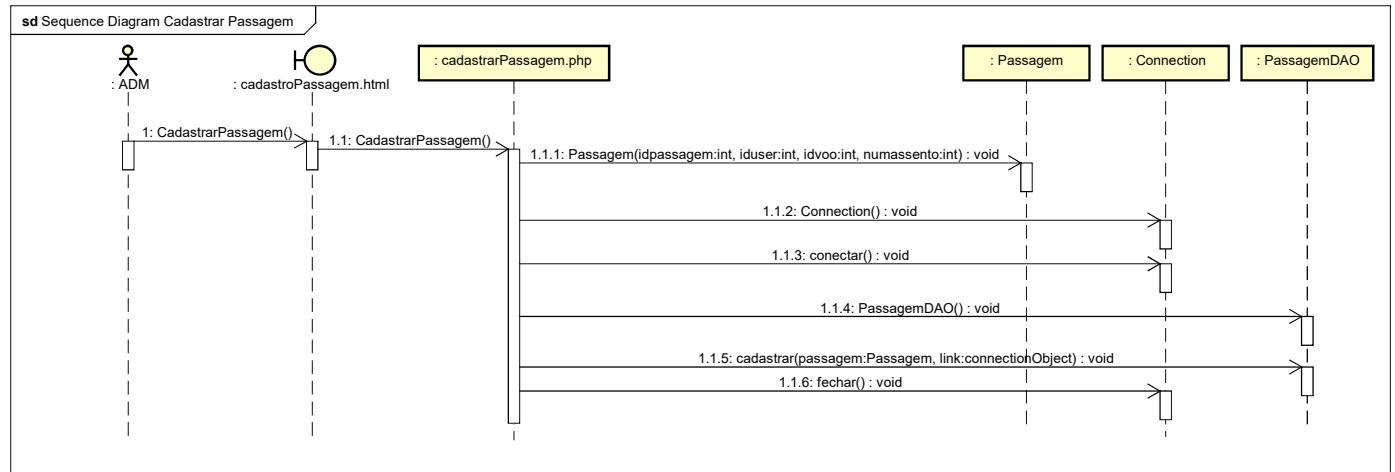 sd Sequence Diagram Cadastrar Passagem
: ADM
: cadastroPassagem.html
: cadastrarPassagem.php
: Passagem
: Connection
: PassagemDAO
1: CadastrarPassagem()
1.1: CadastrarPassagem()
1.1.1: Passagem(idpassagem:int, iduser:int, idvoo:int, numassento:int) : void
1.1.2: Connection() : void
1.1.3: conectar() : void
1.1.4: PassagemDAO() : void
1.1.5: cadastrar(passagem:Passagem, link:connectionObject) : void
1.1.6: fechar() : void